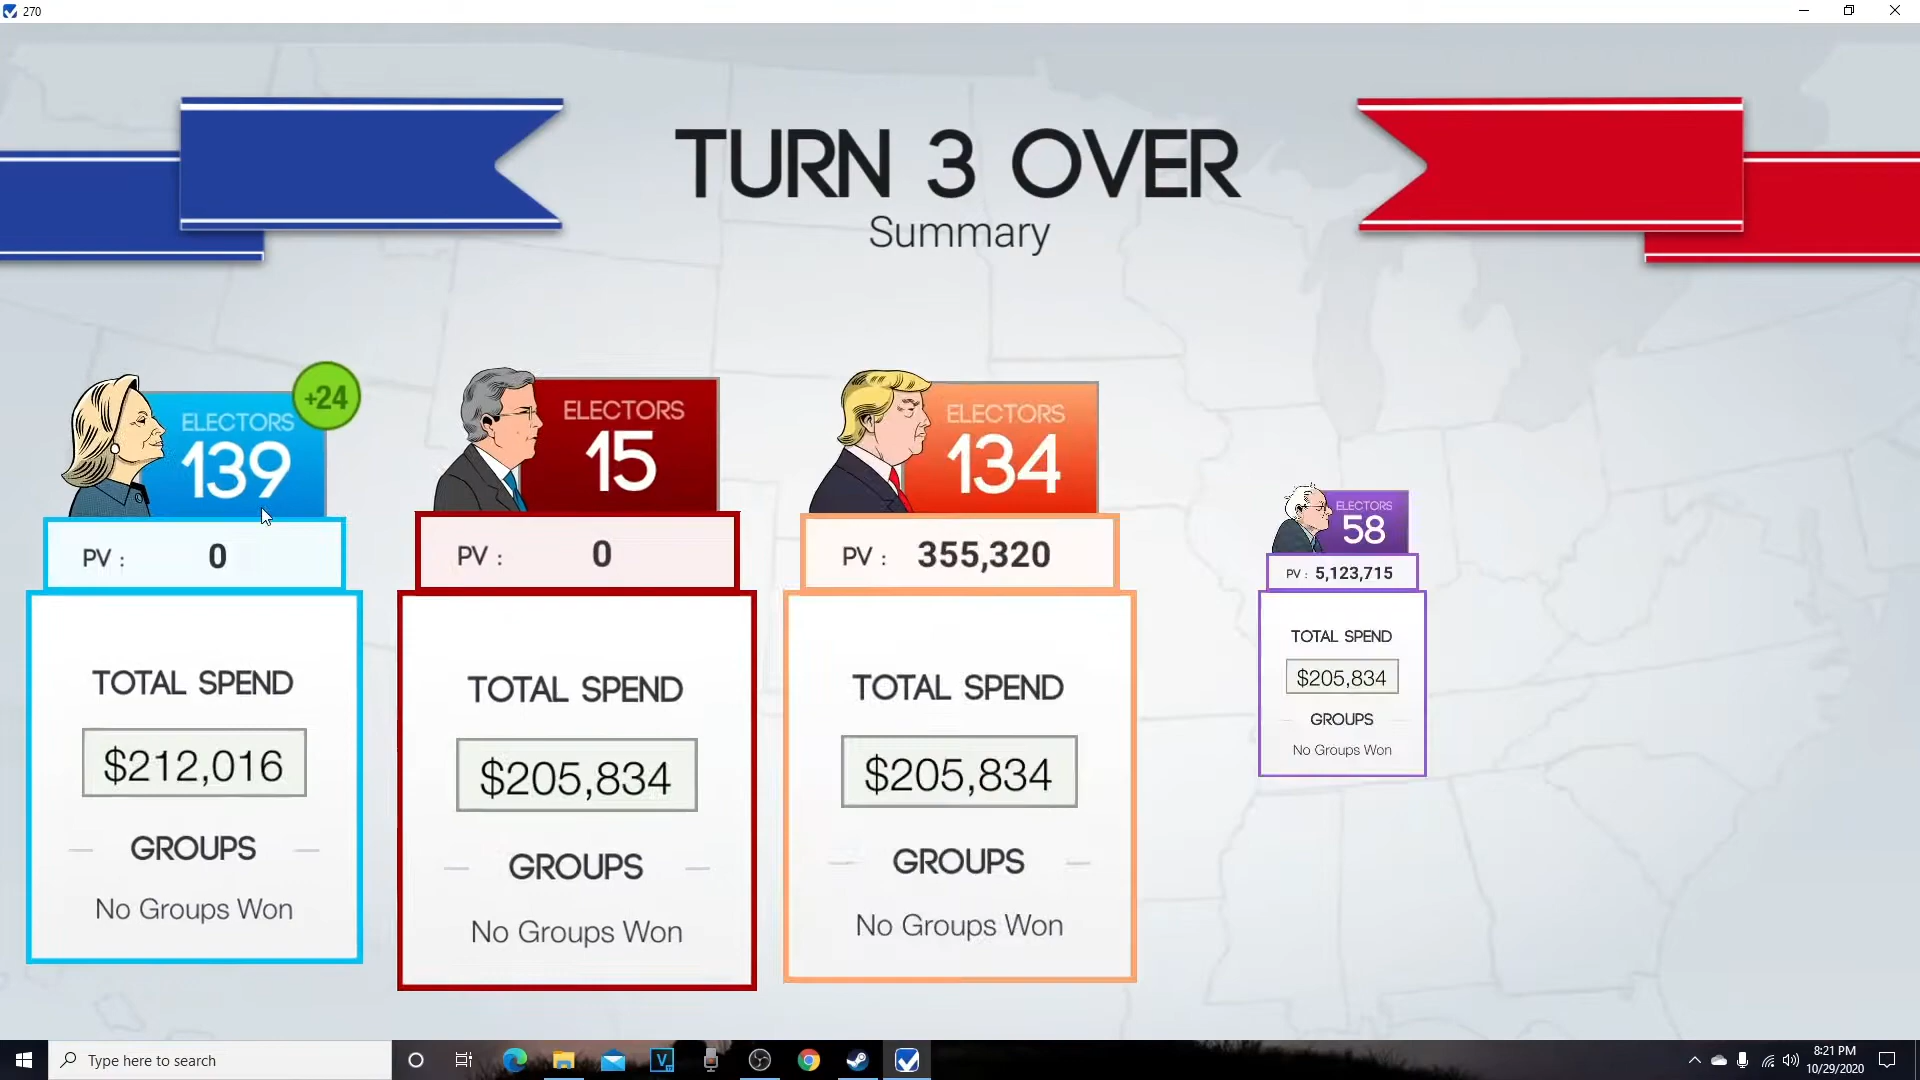 270
TURN 3 OVER
Summary
+24
ELECTORS
139
PV : 0
TOTAL SPEND
$212,016
GROUPS
No Groups Won
ELECTORS
15
PV : 0
TOTAL SPEND
$205,834
GROUPS
No Groups Won
ELECTORS
134
PV : 355,320
TOTAL SPEND
$205,834
GROUPS
No Groups Won
ELECTORS
58
PV : 5,123,715
TOTAL SPEND
$205,834
GROUPS
No Groups Won
Type here to search
V
8:21 PM
10/29/2020